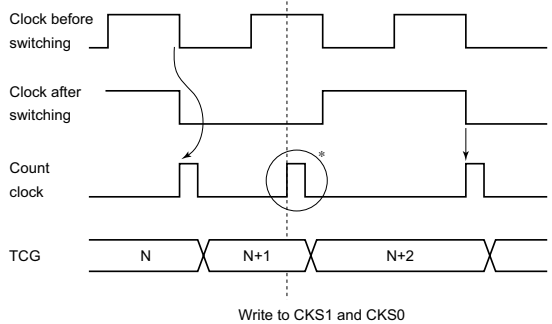 Clock before
switching
Clock after
switching
Count
clock
*
TCG
N
N+1
N+2
Write to CKS1 and CKS0